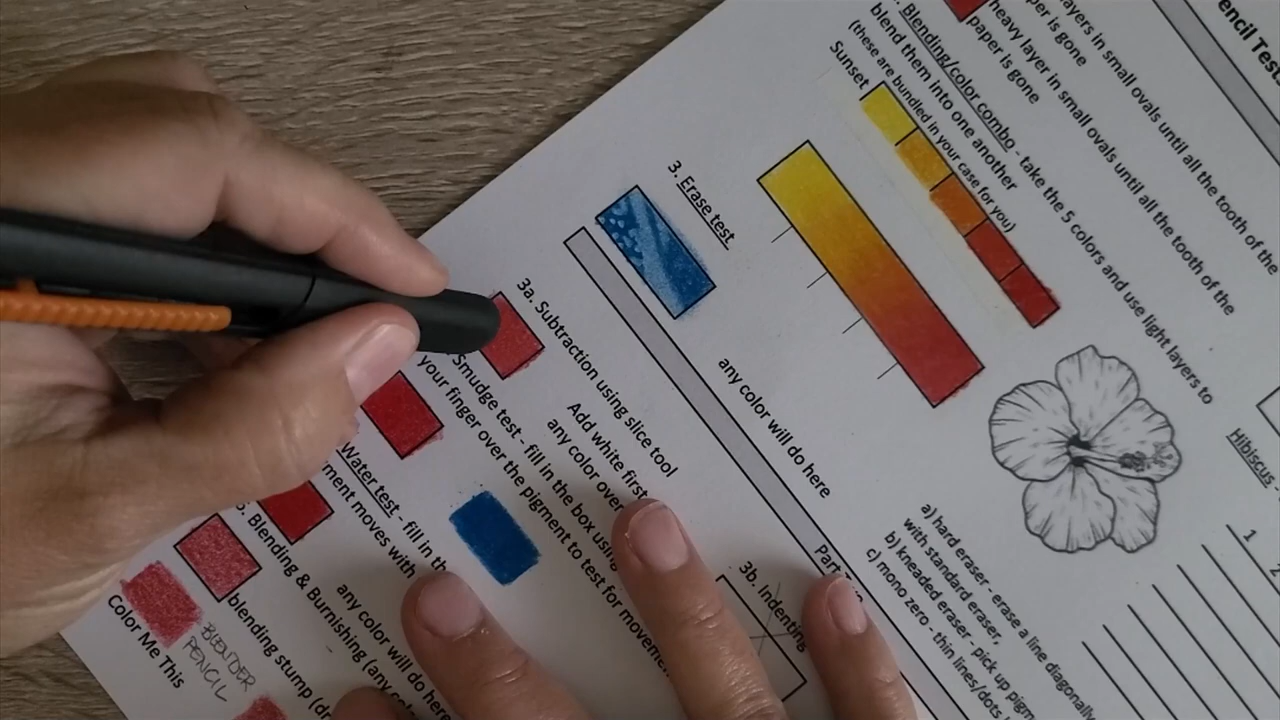 encil Test
layers in small ovals until all the tooth of the
per is gone
heavy layer in small ovals until all the tooth of the
paper is gone
Blending/color combo - take the 5 colors and use light layers to
blend them into one another
(these are bundled in your case for you)
Sunset
Hibiscus -
1
2
3. Erase test
any color will do here
a) hard eraser - erase a line diagonally
with standard eraser,
b) kneaded eraser - pick up pigm
c) mono zero - thin lines/dots
Part
3a. Subtraction using slice tool
Add white first
any color over
3b. Indenting
Smudge test - fill in the box using
your finger over the pigment to test for moveme
Water test - fill in th
ment moves with
any color will do here
5. Blending & Burnishing (any co
blending stump (dr
BLENDER
PENCIL
Color Me This